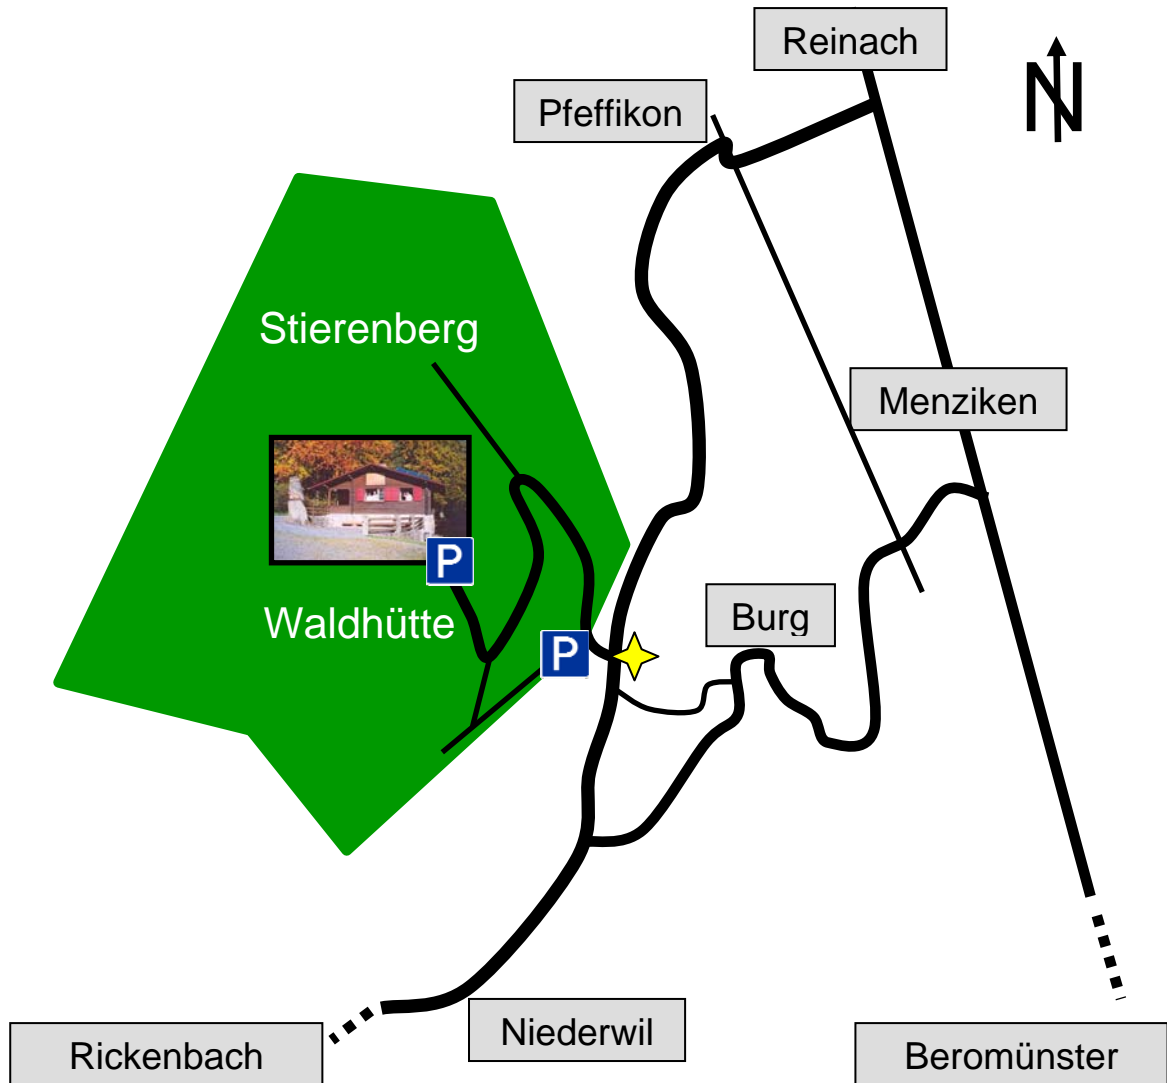 Reinach
Pfeffikon
N
Stierenberg
Menziken
P
Waldhütte
Burg
P
Niederwil
Rickenbach
Beromünster